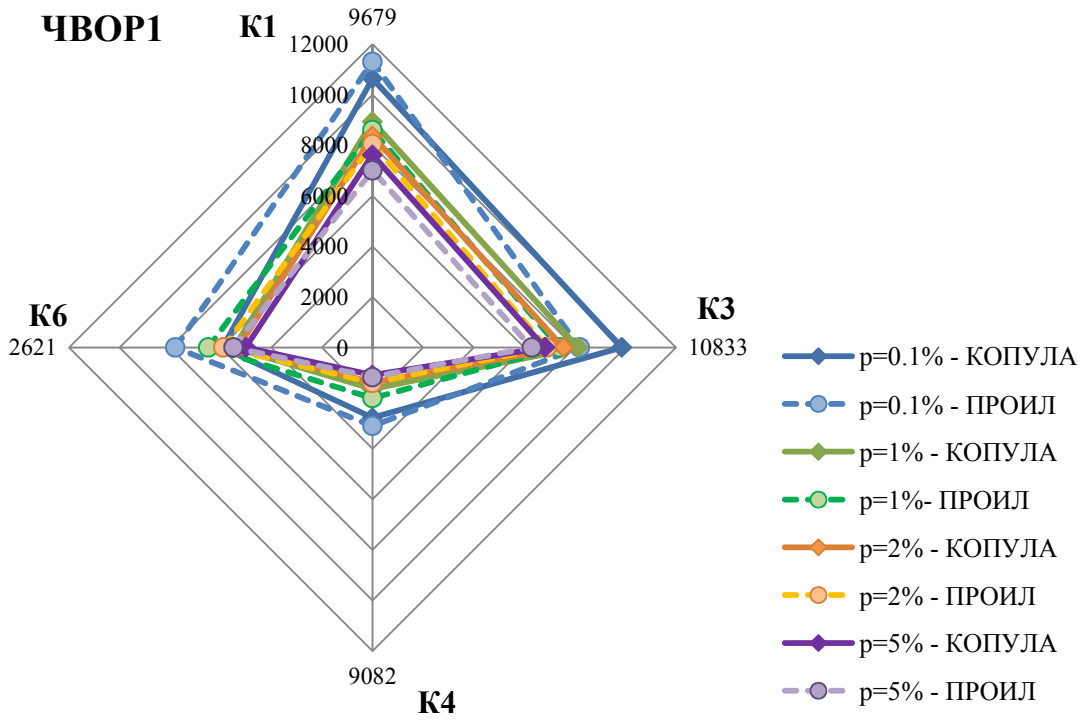 ЧВОР1
К1
9679
12000
10000
8000
6000
4000
2000
0
К6
2621
К3
10833
9082
К4
p=0.1% - КОПУЛА
p=0.1% - ПРОИЛ
p=1% - КОПУЛА
p=1%- ПРОИЛ
p=2% - КОПУЛА
p=2% - ПРОИЛ
p=5% - КОПУЛА
p=5% - ПРОИЛ